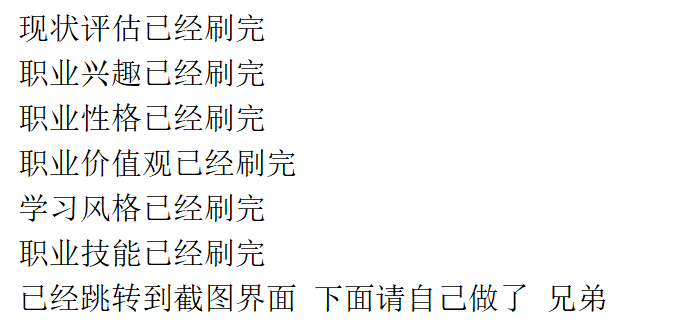 现状评估已经刷完
职业兴趣已经刷完
职业性格已经刷完
职业价值观已经刷完
学习风格已经刷完
职业技能已经刷完
已经跳转到截图界面 下面请自己做了 兄弟